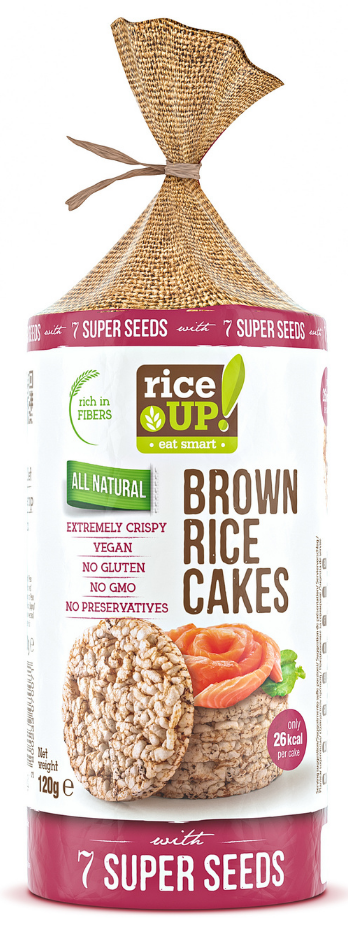 EEDS with 7 SUPER SEEDS with 7 SUPER SEEDS with
rich in
FIBERS
rice
UP!
• eat smart •
ALL NATURAL
EXTREMELY CRISPY
VEGAN
NO GLUTEN
NO GMO
NO PRESERVATIVES
BROWN
RICE
CAKES
only
26 kcal
per cake
Net
weight
120g e
with
7 SUPER SEEDS